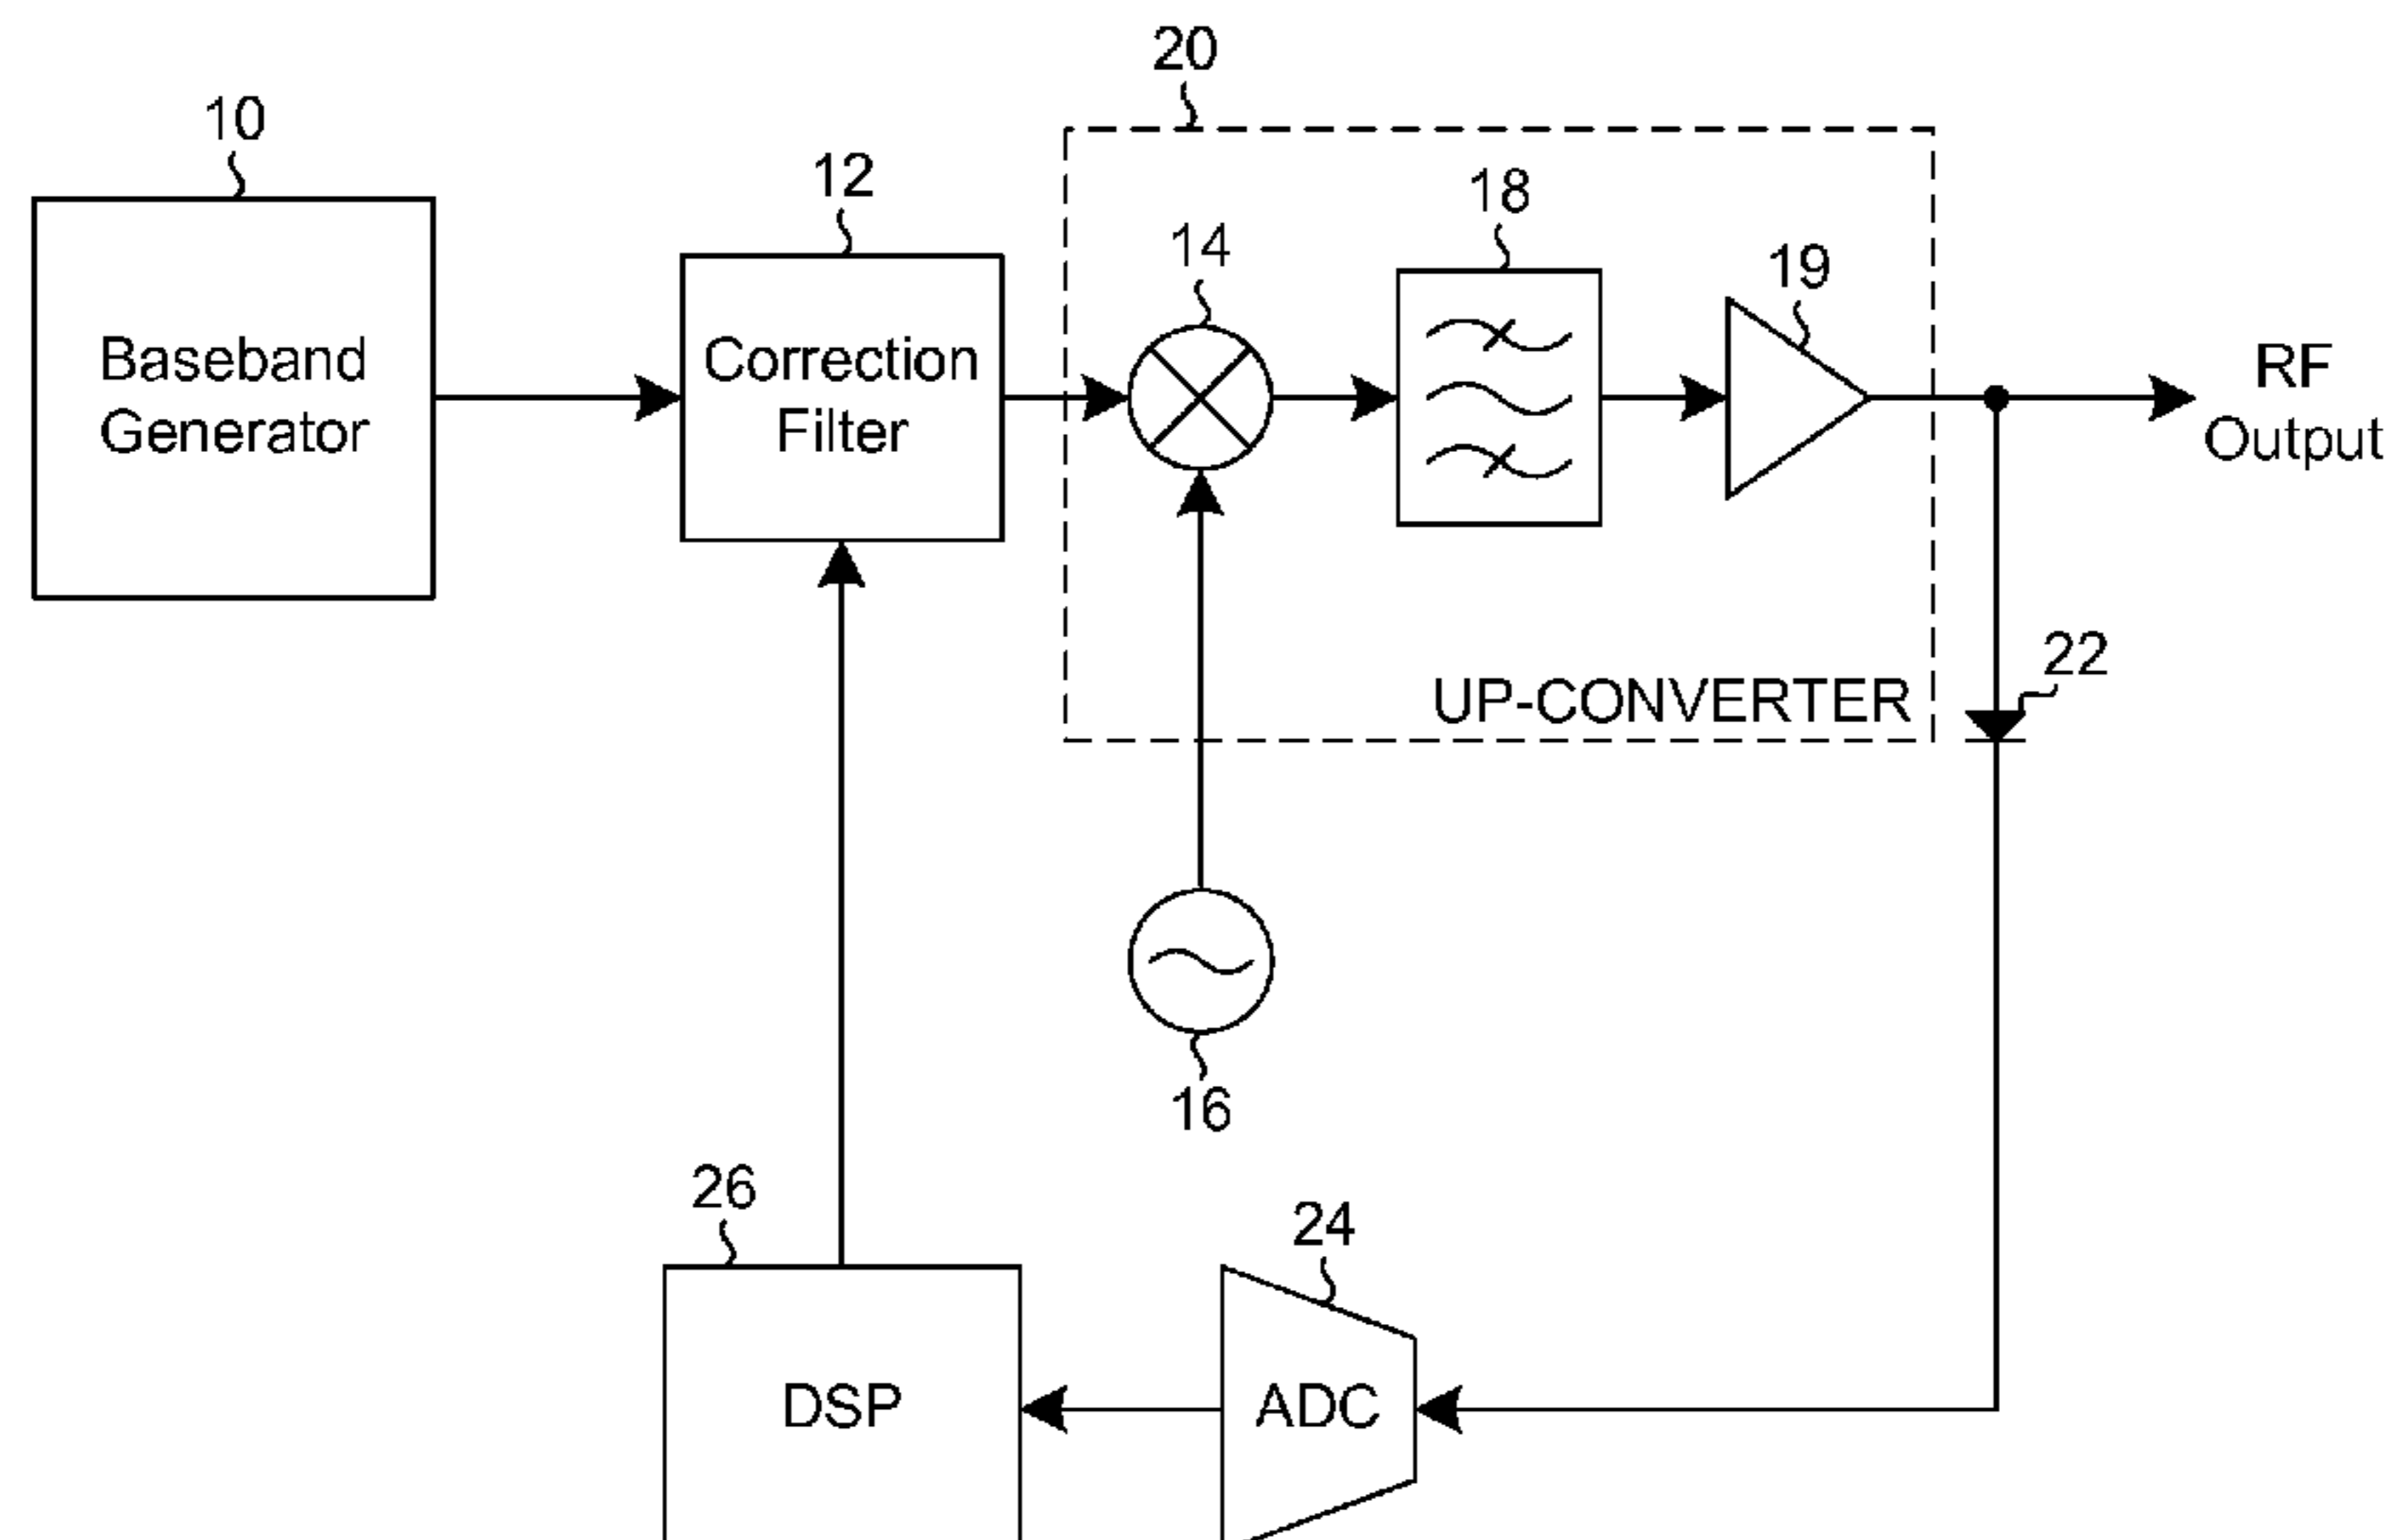 20
10
12
18
14
19
Baseband
Generator
Correction
Filter
RF
Output
22
UP-CONVERTER
16
26
24
DSP
ADC